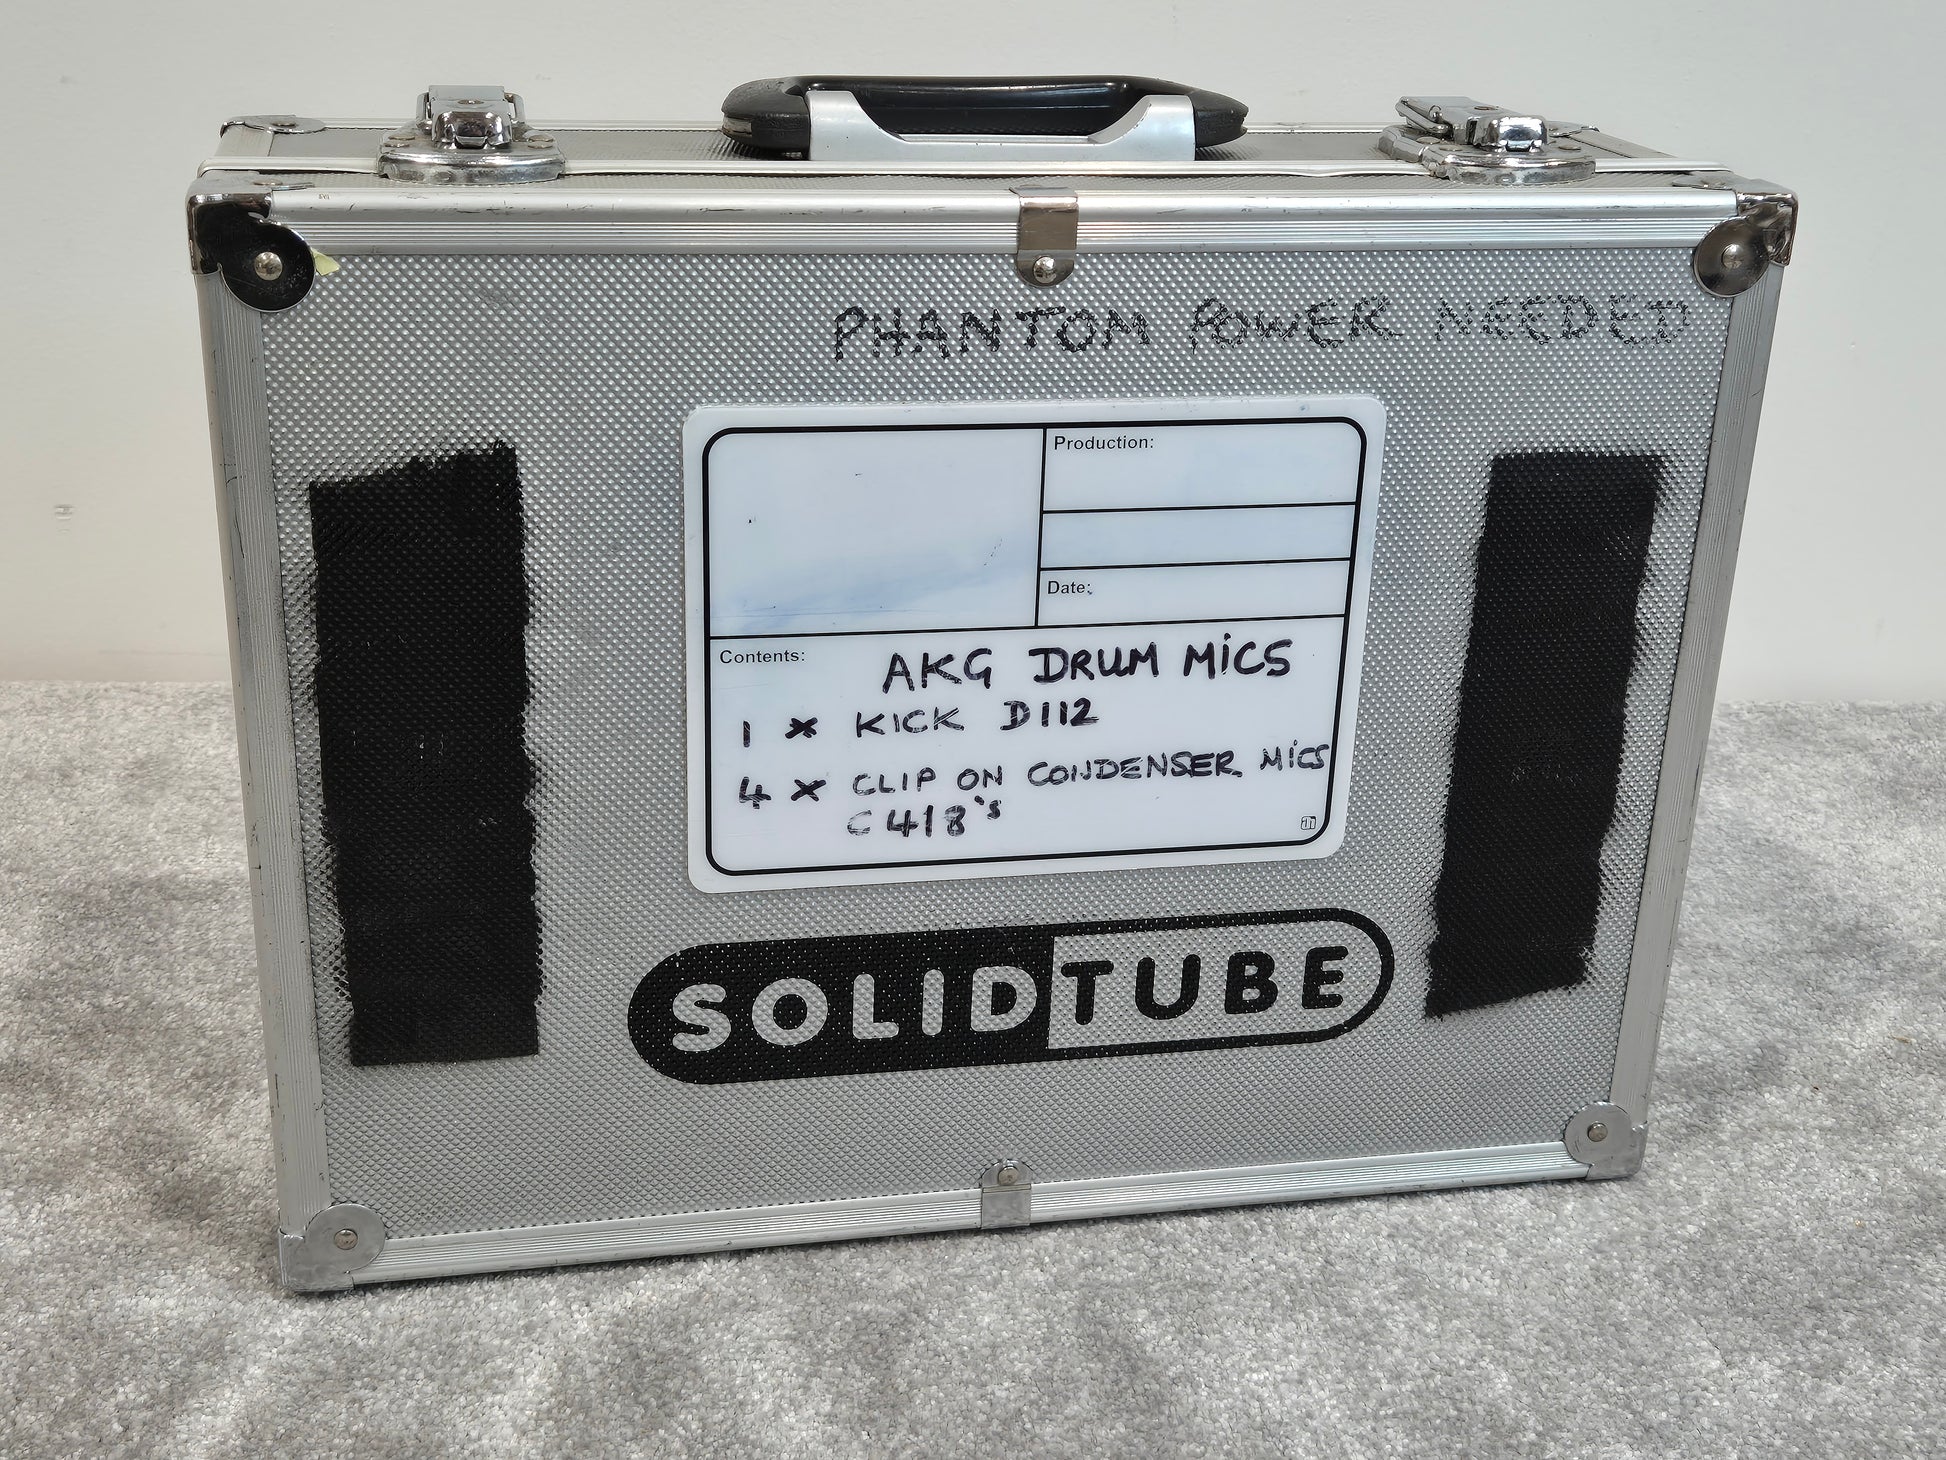 PHANTOM POWER NEEDED
Production:
Date:
Contents:
AKG DRUM MICS
1 x KICK D112
4 x CLIP ON CONDENSER MICS
C418's
SOLIDTUBE